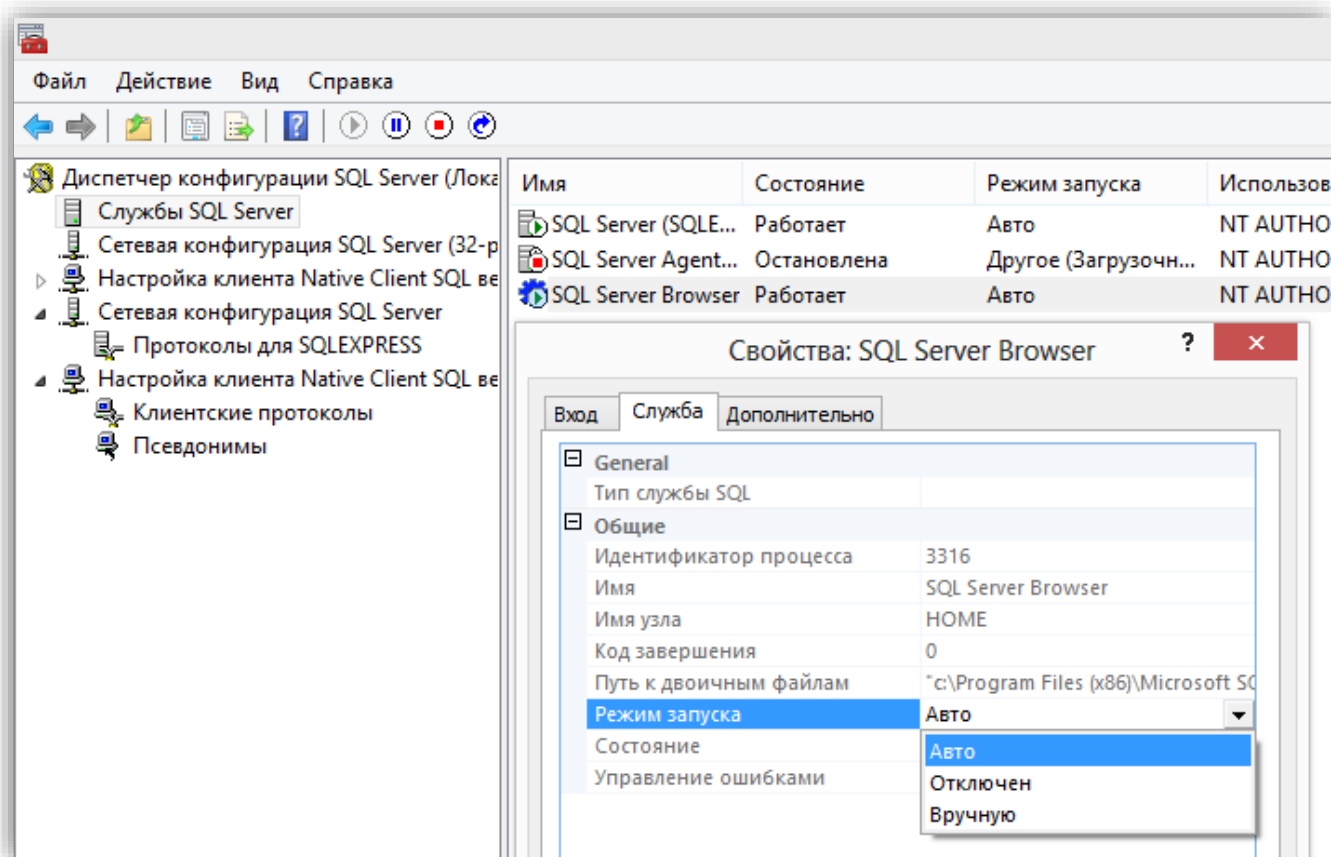 Файл Действие Вид Справка
Диспетчер конфигурации SQL Server (Лока
Службы SQL Server
Сетевая конфигурация SQL Server (32-р
Настройка клиента Native Client SQL ве
Сетевая конфигурация SQL Server
Протоколы для SQLEXPRESS
Настройка клиента Native Client SQL ве
Клиентские протоколы
Псевдонимы
Имя Состояние Режим запуска Использов
SQL Server (SQLE... Работает Авто NT AUTHO
SQL Server Agent... Остановлена Другое (Загрузочн... NT AUTHO
SQL Server Browser Работает Авто NT AUTHO
Свойства: SQL Server Browser ? ×
Вход Служба Дополнительно
General
Тип службы SQL
Общие
Идентификатор процесса 3316
Имя SQL Server Browser
Имя узла HOME
Код завершения 0
Путь к двоичным файлам "c:\Program Files (x86)\Microsoft SQ
Режим запуска Авто
Состояние
Управление ошибками
Авто
Отключен
Вручную